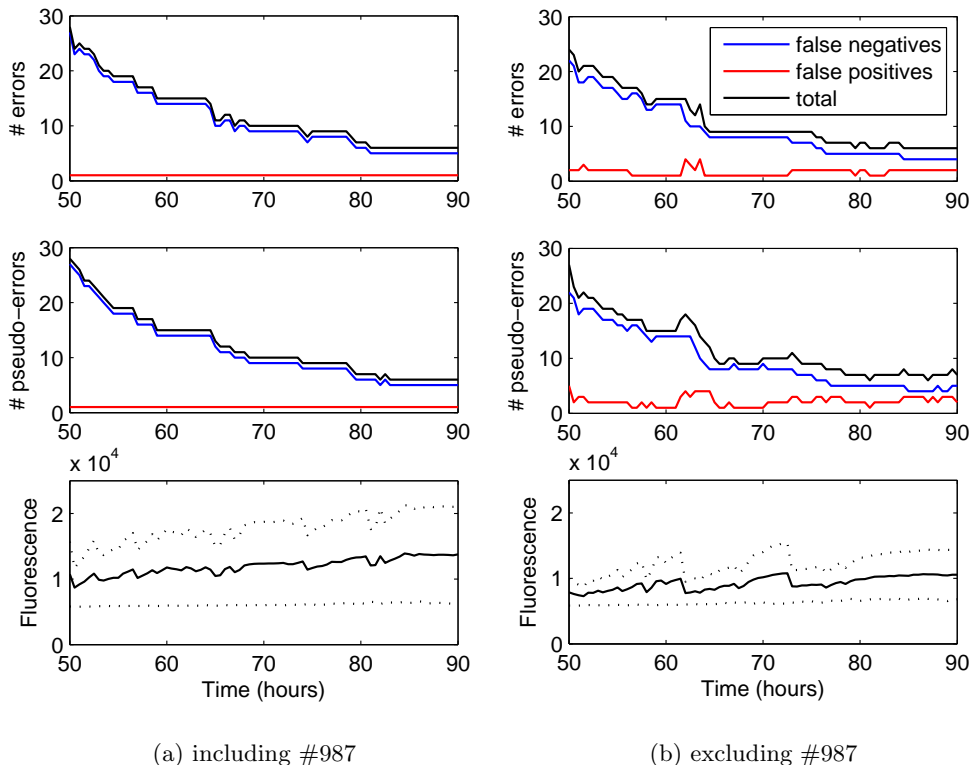 30
20
10
0
# errors
50 60 70 80 90
30
20
10
0
# errors
false negatives
false positives
total
50 60 70 80 90
30
20
10
0
# pseudo−errors
50 60 70 80 90
30
20
10
0
# pseudo−errors
50 60 70 80 90
x 10^4
2
1
0
Fluorescence
50 60 70 80 90
Time (hours)
x 10^4
2
1
0
Fluorescence
50 60 70 80 90
Time (hours)
(a) including #987
(b) excluding #987